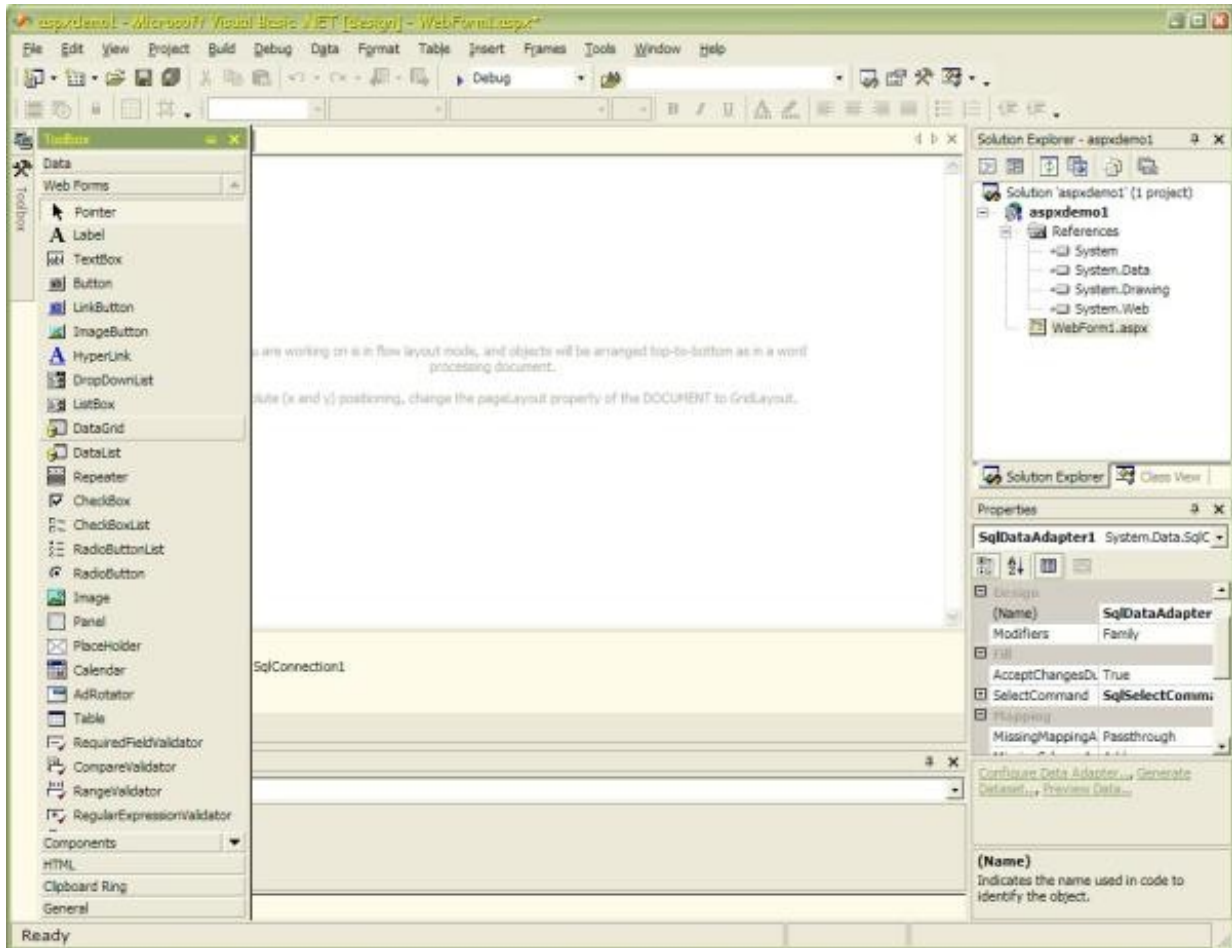 aspxdemo1 - Microsoft Visual Basic .NET [design] - WebForm1.aspx*
File Edit View Project Build Debug Data Format Table Insert Frames Tools Window Help
Debug
B I U A
Toolbox
Toolbox
Data
Web Forms
Pointer
A Label
TextBox
Button
LinkButton
ImageButton
A HyperLink
DropDownList
ListBox
DataGrid
DataList
Repeater
CheckBox
CheckBoxList
RadioButtonList
RadioButton
Image
Panel
PlaceHolder
Calendar
AdRotator
Table
RequiredFieldValidator
CompareValidator
RangeValidator
RegularExpressionValidator
Components
HTML
Clipboard Ring
General
u are working on is in flow layout mode, and objects will be arranged top-to-bottom as in a word
processing document.
olute (x and y) positioning, change the pageLayout property of the DOCUMENT to GridLayout.
SqlConnection1
Solution Explorer - aspxdemo1
Solution 'aspxdemo1' (1 project)
aspxdemo1
References
System
System.Data
System.Drawing
System.Web
WebForm1.aspx
Solution Explorer Class View
Properties
SqlDataAdapter1 System.Data.SqlC
Design
(Name) SqlDataAdapter
Modifiers Family
Fill
AcceptChangesDu True
SelectCommand SqlSelectComma
Mapping
MissingMappingA Passthrough
Configure Data Adapter..., Generate
Dataset..., Preview Data...
(Name)
Indicates the name used in code to
identify the object.
Ready